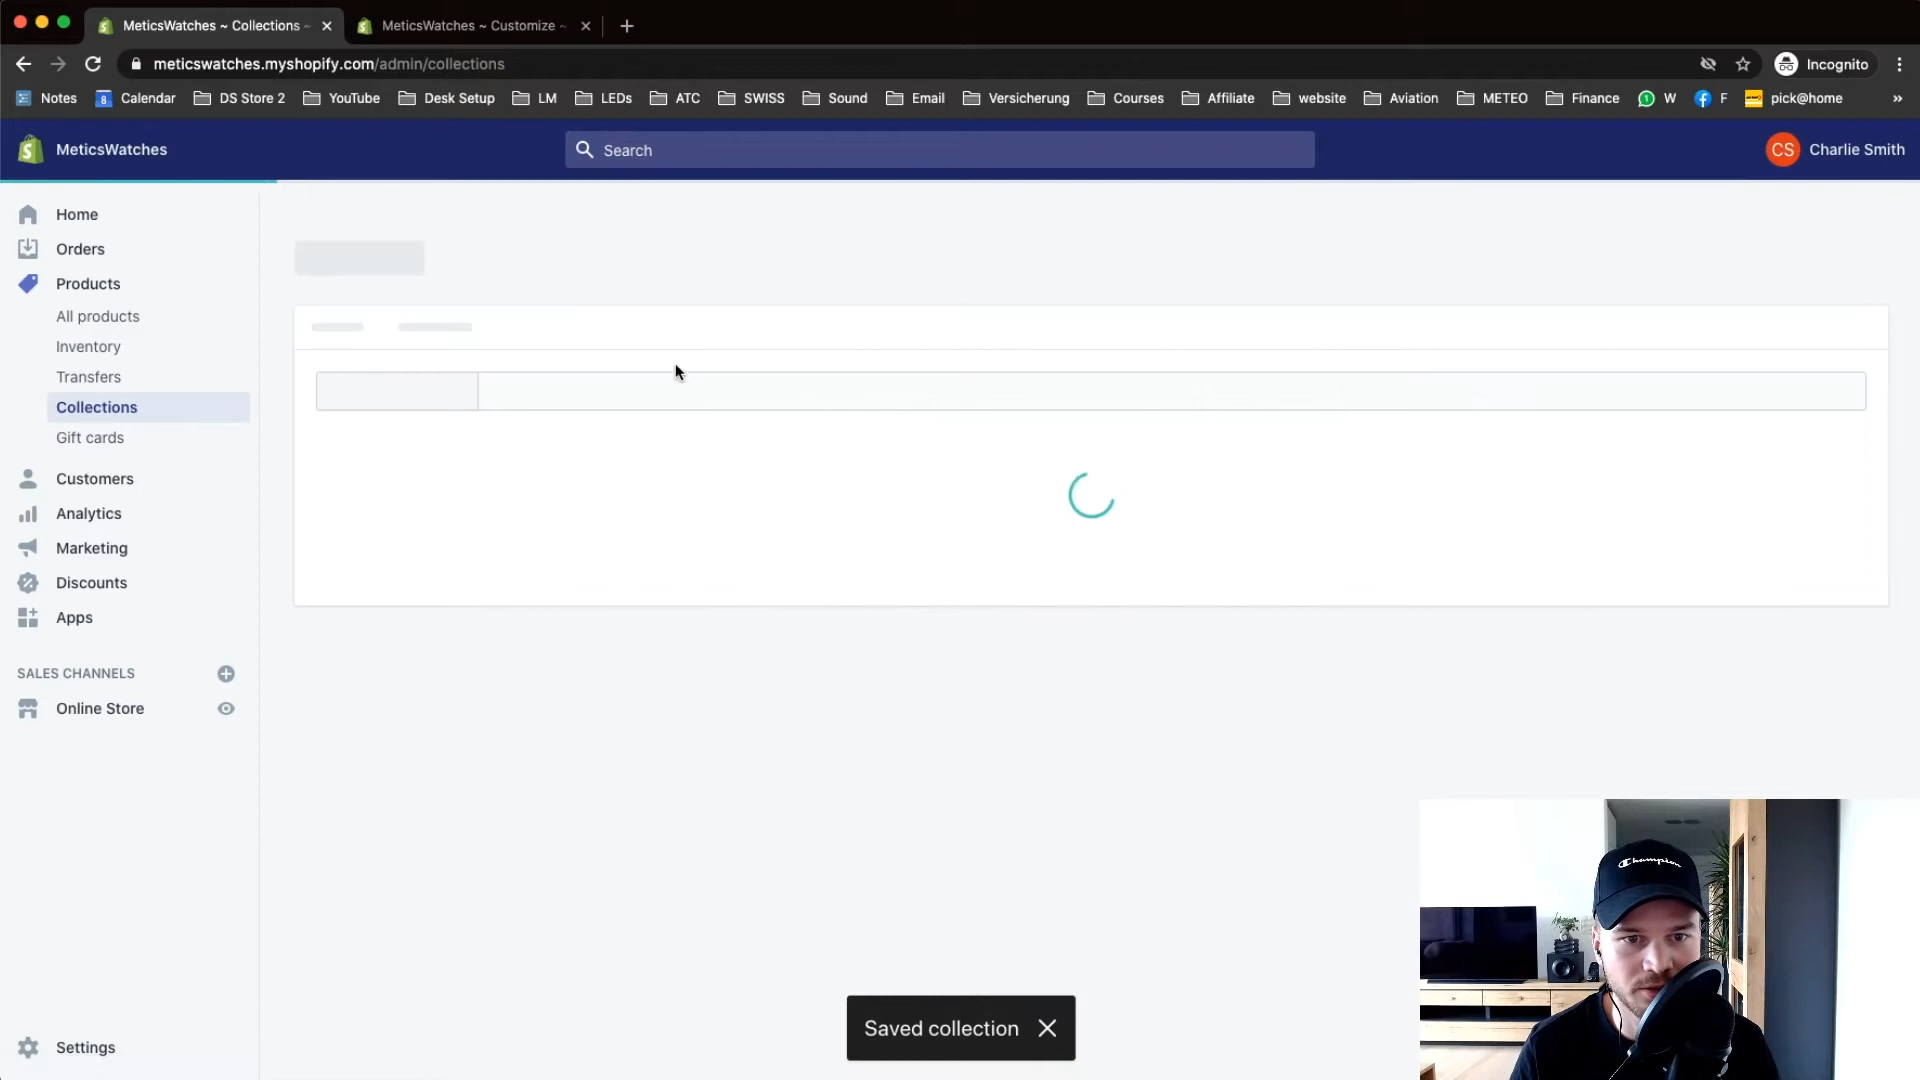 MeticsWatches ~ Collections ~
MeticsWatches ~ Customize ~
meticswatches.myshopify.com/admin/collections
Incognito
Notes
8
Calendar
DS Store 2
YouTube
Desk Setup
LM
LEDs
ATC
SWISS
Sound
Email
Versicherung
Courses
Affiliate
website
Aviation
METEO
Finance
1
W
F
pick@home
»
MeticsWatches
Search
CS
Charlie Smith
Home
Orders
Products
All products
Inventory
Transfers
Collections
Gift cards
Customers
Analytics
Marketing
Discounts
Apps
SALES CHANNELS
Online Store
Settings
Saved collection
Champion